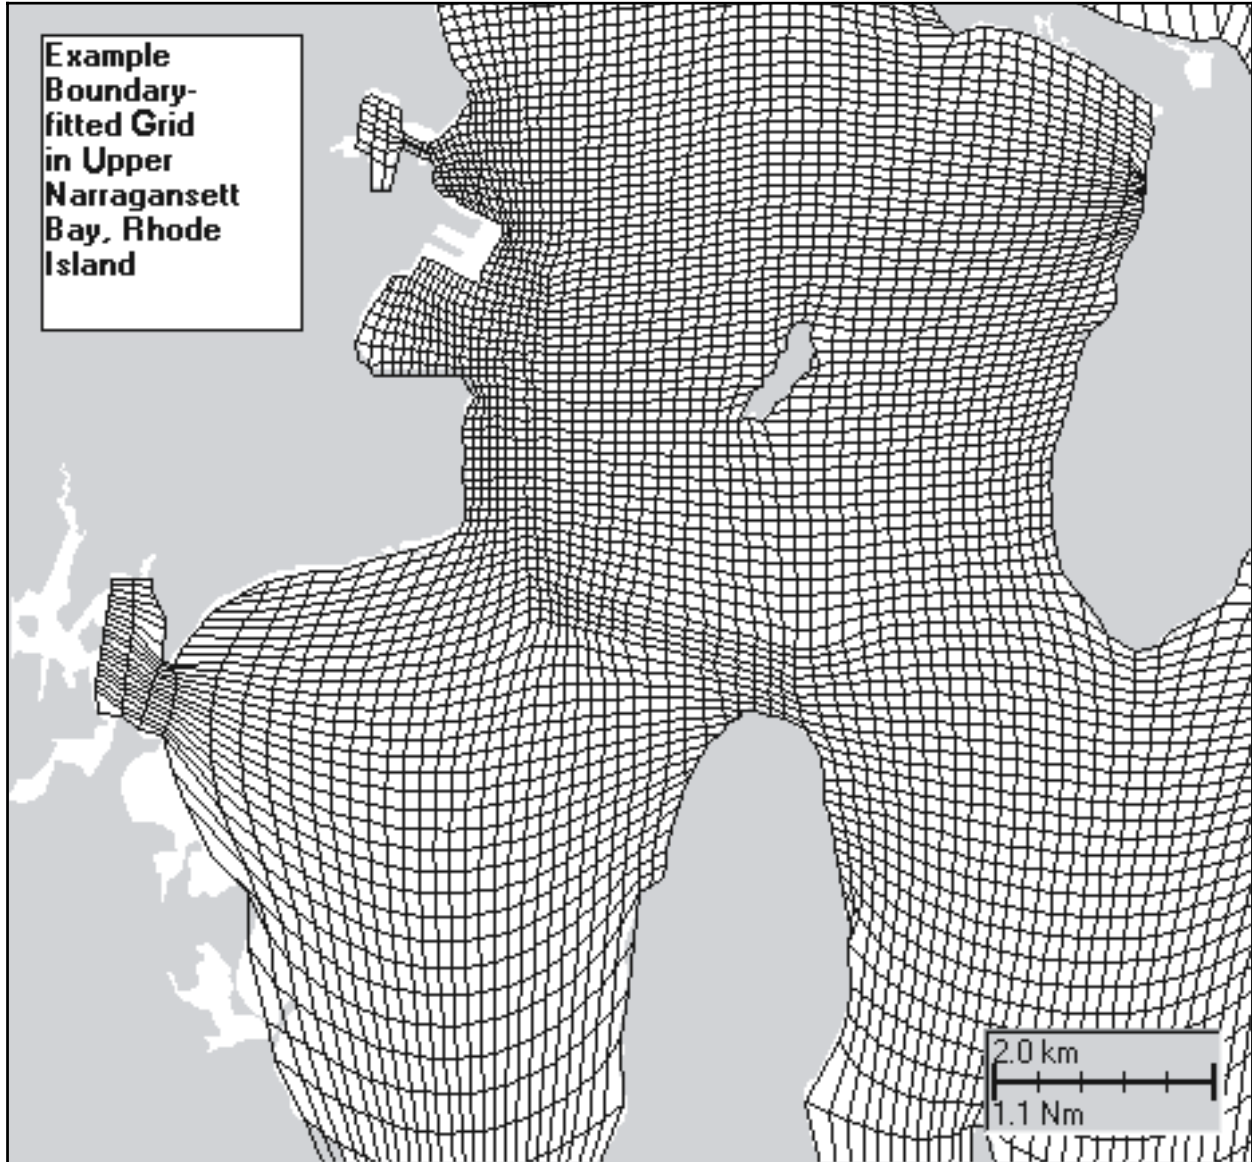 Example
Boundary-
fitted Grid
in Upper
Narragansett
Bay, Rhode
Island
2.0 km
1.1 Nm